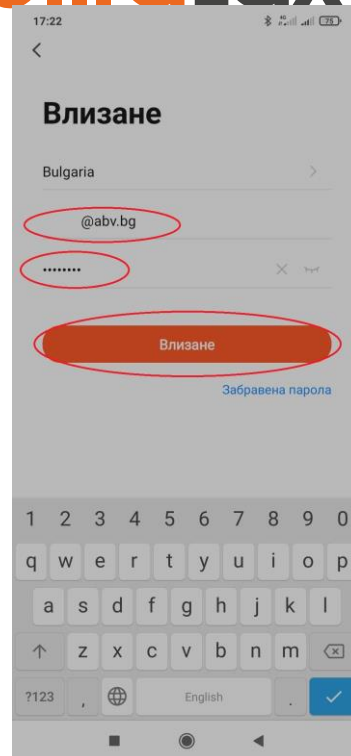 17:22
4G
75
Влизане
Bulgaria
@abv.bg
••••••••
Влизане
Забравена парола
1 2 3 4 5 6 7 8 9 0
q w e r t y u i o p
a s d f g h j k l
z x c v b n m
?123 , English .